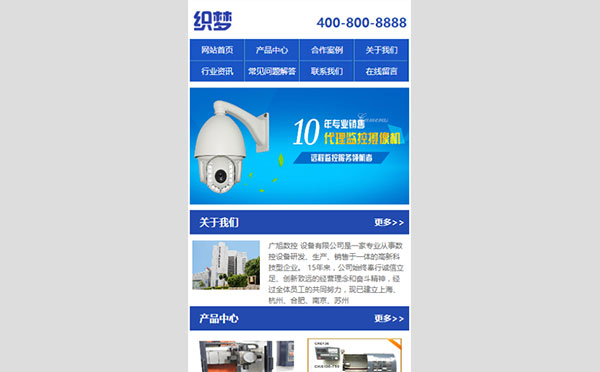 织梦
400-800-8888
网站首页 产品中心 合作案例 关于我们
行业资讯 常见问题解答 联系我们 在线留言
10年专业销售
代理监控摄像机
远程监控服务领航者
关于我们 更多>>
广旭数控 设备有限公司是一家专业从事数
控设备研发、生产、销售于一体的高新科
技型企业。 15年来，公司始终奉行诚信立
足、创新致远的经营理念和奋斗精神，经
过全体员工的共同努力，现已建立上海、
杭州、合肥、南京、苏州
产品中心 更多>>